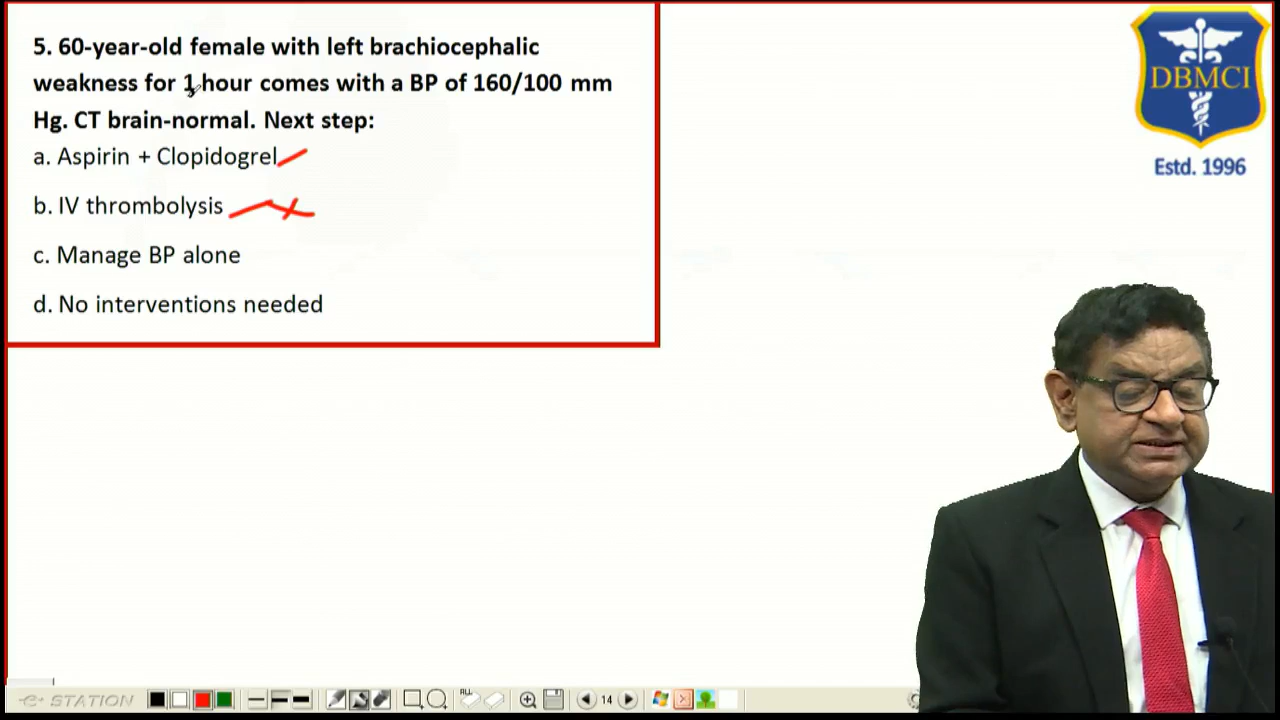 5. 60-year-old female with left brachiocephalic
weakness for 1 hour comes with a BP of 160/100 mm
Hg. CT brain-normal. Next step:
a. Aspirin + Clopidogrel
b. IV thrombolysis
c. Manage BP alone
d. No interventions needed
DBMCI
Estd. 1996
STATION
ALL
14